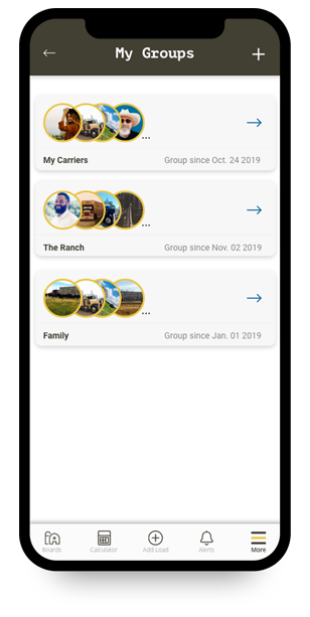 My Groups
...
My Carriers Group since Oct. 24 2019
...
The Ranch Group since Nov. 02 2019
...
Family Group since Jan. 01 2019
Boards Calculator Add Load Alerts More